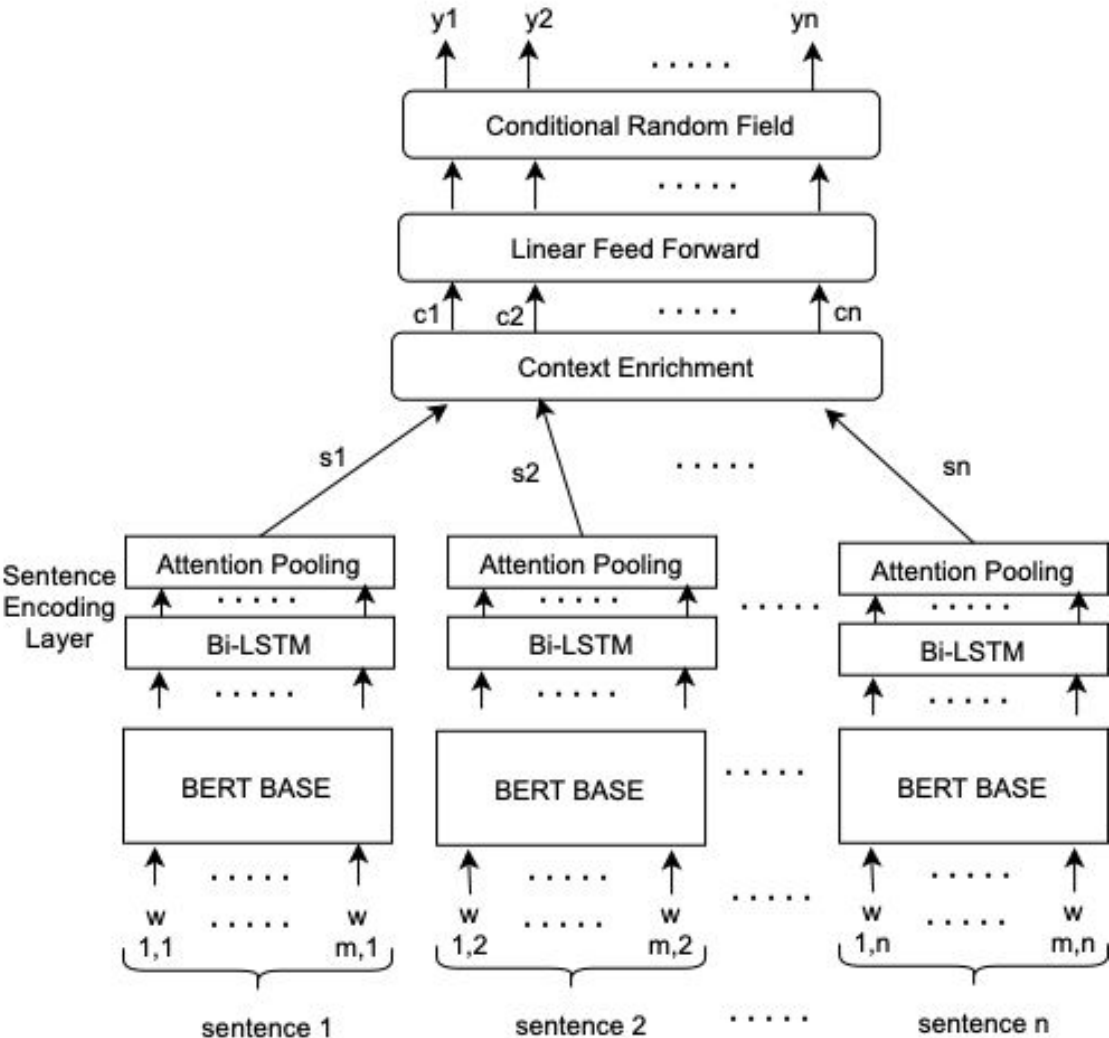 y1 y2 ..... yn
Conditional Random Field
.....
Linear Feed Forward
c1 c2 ..... cn
Context Enrichment
s1 s2 ..... sn
Sentence
Encoding
Layer
Attention Pooling Attention Pooling Attention Pooling
..... ..... ..... .....
Bi-LSTM Bi-LSTM Bi-LSTM
..... ..... .....
BERT BASE BERT BASE ..... BERT BASE
..... ..... .....
w ..... w w ..... w ..... w ..... w
1,1 m,1 1,2 m,2 1,n m,n
sentence 1 sentence 2 ..... sentence n